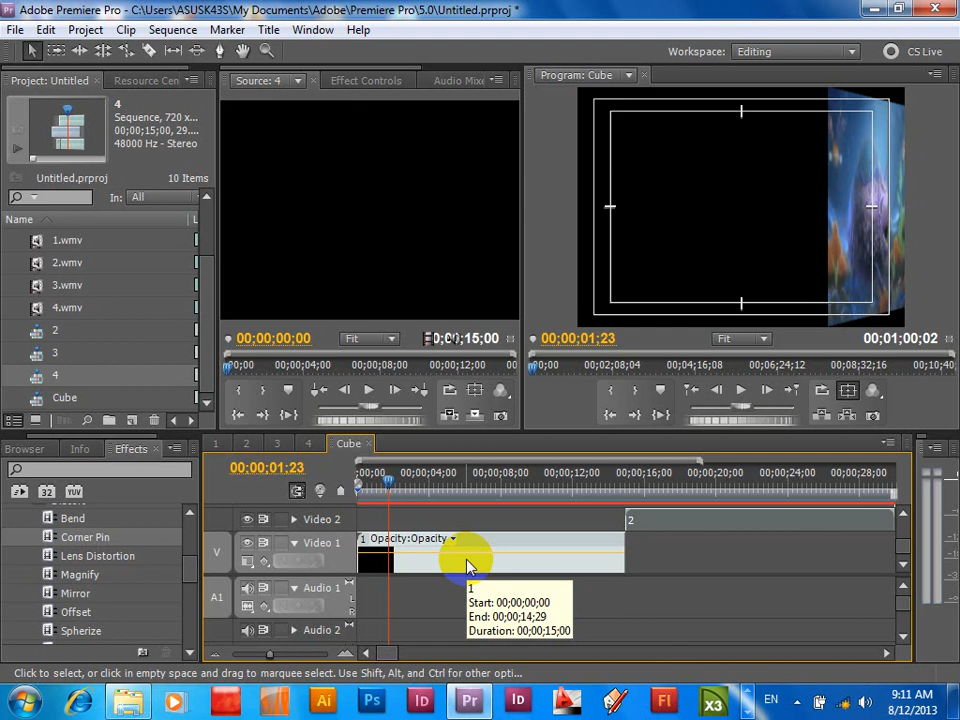 Adobe Premiere Pro - C:\Users\ASUSK43S\My Documents\Adobe\Premiere Pro\5.0\Untitled.prproj *
File Edit Project Clip Sequence Marker Title Window Help
Workspace: Editing CS Live
Project: Untitled Resource Cen
Source: 4 Effect Controls Audio Mixe
Program: Cube
4
Sequence, 720 x
00;00;15;00, 29....
48000 Hz - Stereo
Untitled.prproj 10 Items
In: All
Name L
1.wmv
2.wmv
3.wmv
4.wmv
2
3
4
Cube
00;00;00;00 Fit 0;00;15;00
;00;00 00;00;04;00 00;00;08;00 00;00;12;00
00;00;01;23 Fit 00;01;00;02
;00;00 00;02;08;04 00;04;16;08 00;06;24;12 00;08;32;16 00;10;40
Browser Info Effects
32 YUV
Bend
Corner Pin
Lens Distortion
Magnify
Mirror
Offset
Spherize
1 2 3 4 Cube
00;00;01;23
;00;00 00;00;04;00 00;00;08;00 00;00;12;00 00;00;16;00 00;00;20;00 00;00;24;00 00;00;28;00
Video 2 2
V Video 1 1 Opacity:Opacity
A1 Audio 1
L
R
Audio 2
1
Start: 00;00;00;00
End: 00;00;14;29
Duration: 00;00;15;00
Click to select, or click in empty space and drag to marquee select. Use Shift, Alt, and Ctrl for other opti...
Ai Ps Id Pr Id Fl X3
EN
9:11 AM
8/12/2013